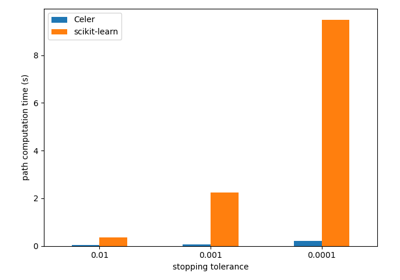 Celer
scikit-learn
path computation time (s)
8
6
4
2
0
0.01
0.001
0.0001
stopping tolerance